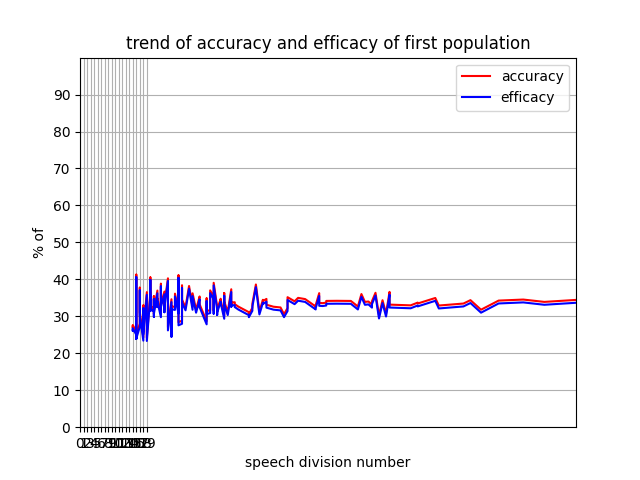 trend of accuracy and efficacy of first population
accuracy
efficacy
90
80
70
60
50
40
30
20
10
0
% of
speech division number